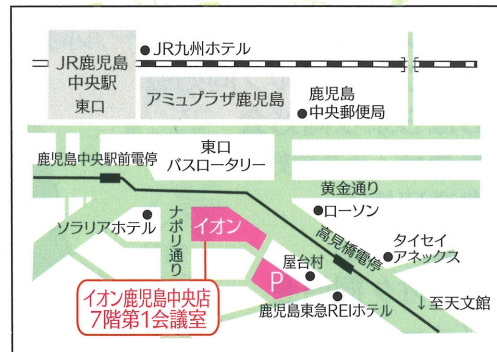 JR九州ホテル
JR鹿児島
中央駅
東口
アミュプラザ鹿児島
鹿児島
中央郵便局
東口
バスロータリー
鹿児島中央駅前電停
黄金通り
ソラリアホテル
ナポリ通り
イオン
ローソン
高見橋電停
タイセイ
アネックス
屋台村
P
イオン鹿児島中央店
7階第1会議室
鹿児島東急REIホテル
↓至天文館